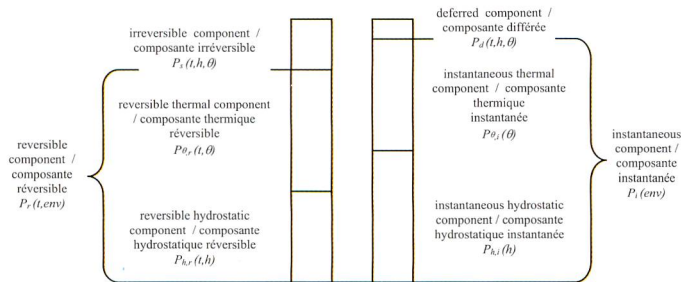 irreversible component /
composante irréversible
P_s(t,h,θ)
reversible thermal component
/ composante thermique
réversible
Pθ,r(t,θ)
reversible
component /
composante
réversible
P_r(t,env)
reversible hydrostatic
component / composante
hydrostatique réversible
P_h,r(t,h)
deferred component /
composante différée
P_d(t,h,θ)
instantaneous thermal
component / composante
thermique
instantanée
Pθ,i(θ)
instantaneous
component /
composante
instantanée
P_i(env)
instantaneous hydrostatic
component / composante
hydrostatique instantanée
P_h,i(h)